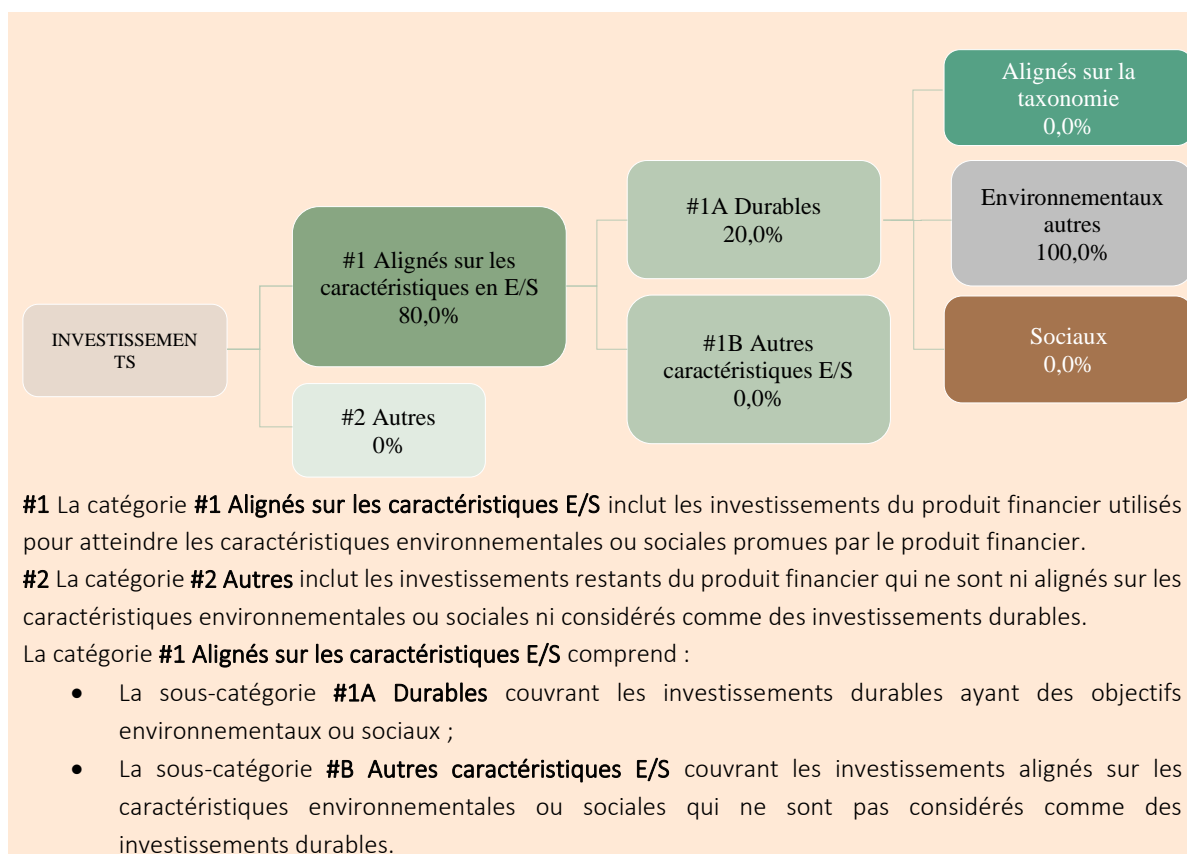 INVESTISSEMEN
TS
#1 Alignés sur les
caractéristiques en E/S
80,0%
#2 Autres
0%
#1A Durables
20,0%
#1B Autres
caractéristiques E/S
0,0%
Alignés sur la
taxonomie
0,0%
Environnementaux
autres
100,0%
Sociaux
0,0%
#1 La catégorie #1 Alignés sur les caractéristiques E/S inclut les investissements du produit financier utilisés
pour atteindre les caractéristiques environnementales ou sociales promues par le produit financier.
#2 La catégorie #2 Autres inclut les investissements restants du produit financier qui ne sont ni alignés sur les
caractéristiques environnementales ou sociales ni considérés comme des investissements durables.
La catégorie #1 Alignés sur les caractéristiques E/S comprend :
• La sous-catégorie #1A Durables couvrant les investissements durables ayant des objectifs
environnementaux ou sociaux ;
• La sous-catégorie #B Autres caractéristiques E/S couvrant les investissements alignés sur les
caractéristiques environnementales ou sociales qui ne sont pas considérés comme des
investissements durables.